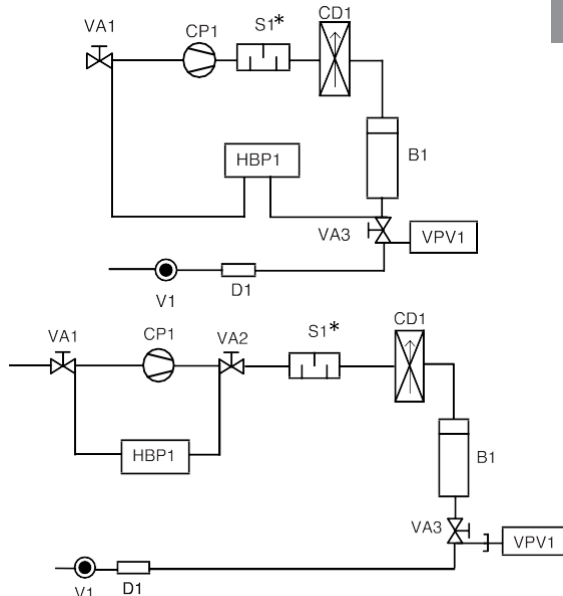 VA1
CP1
S1*
CD1
HBP1
B1
VA3
VPV1
V1
D1
VA1
CP1
VA2
S1*
CD1
HBP1
B1
VA3
VPV1
V1
D1